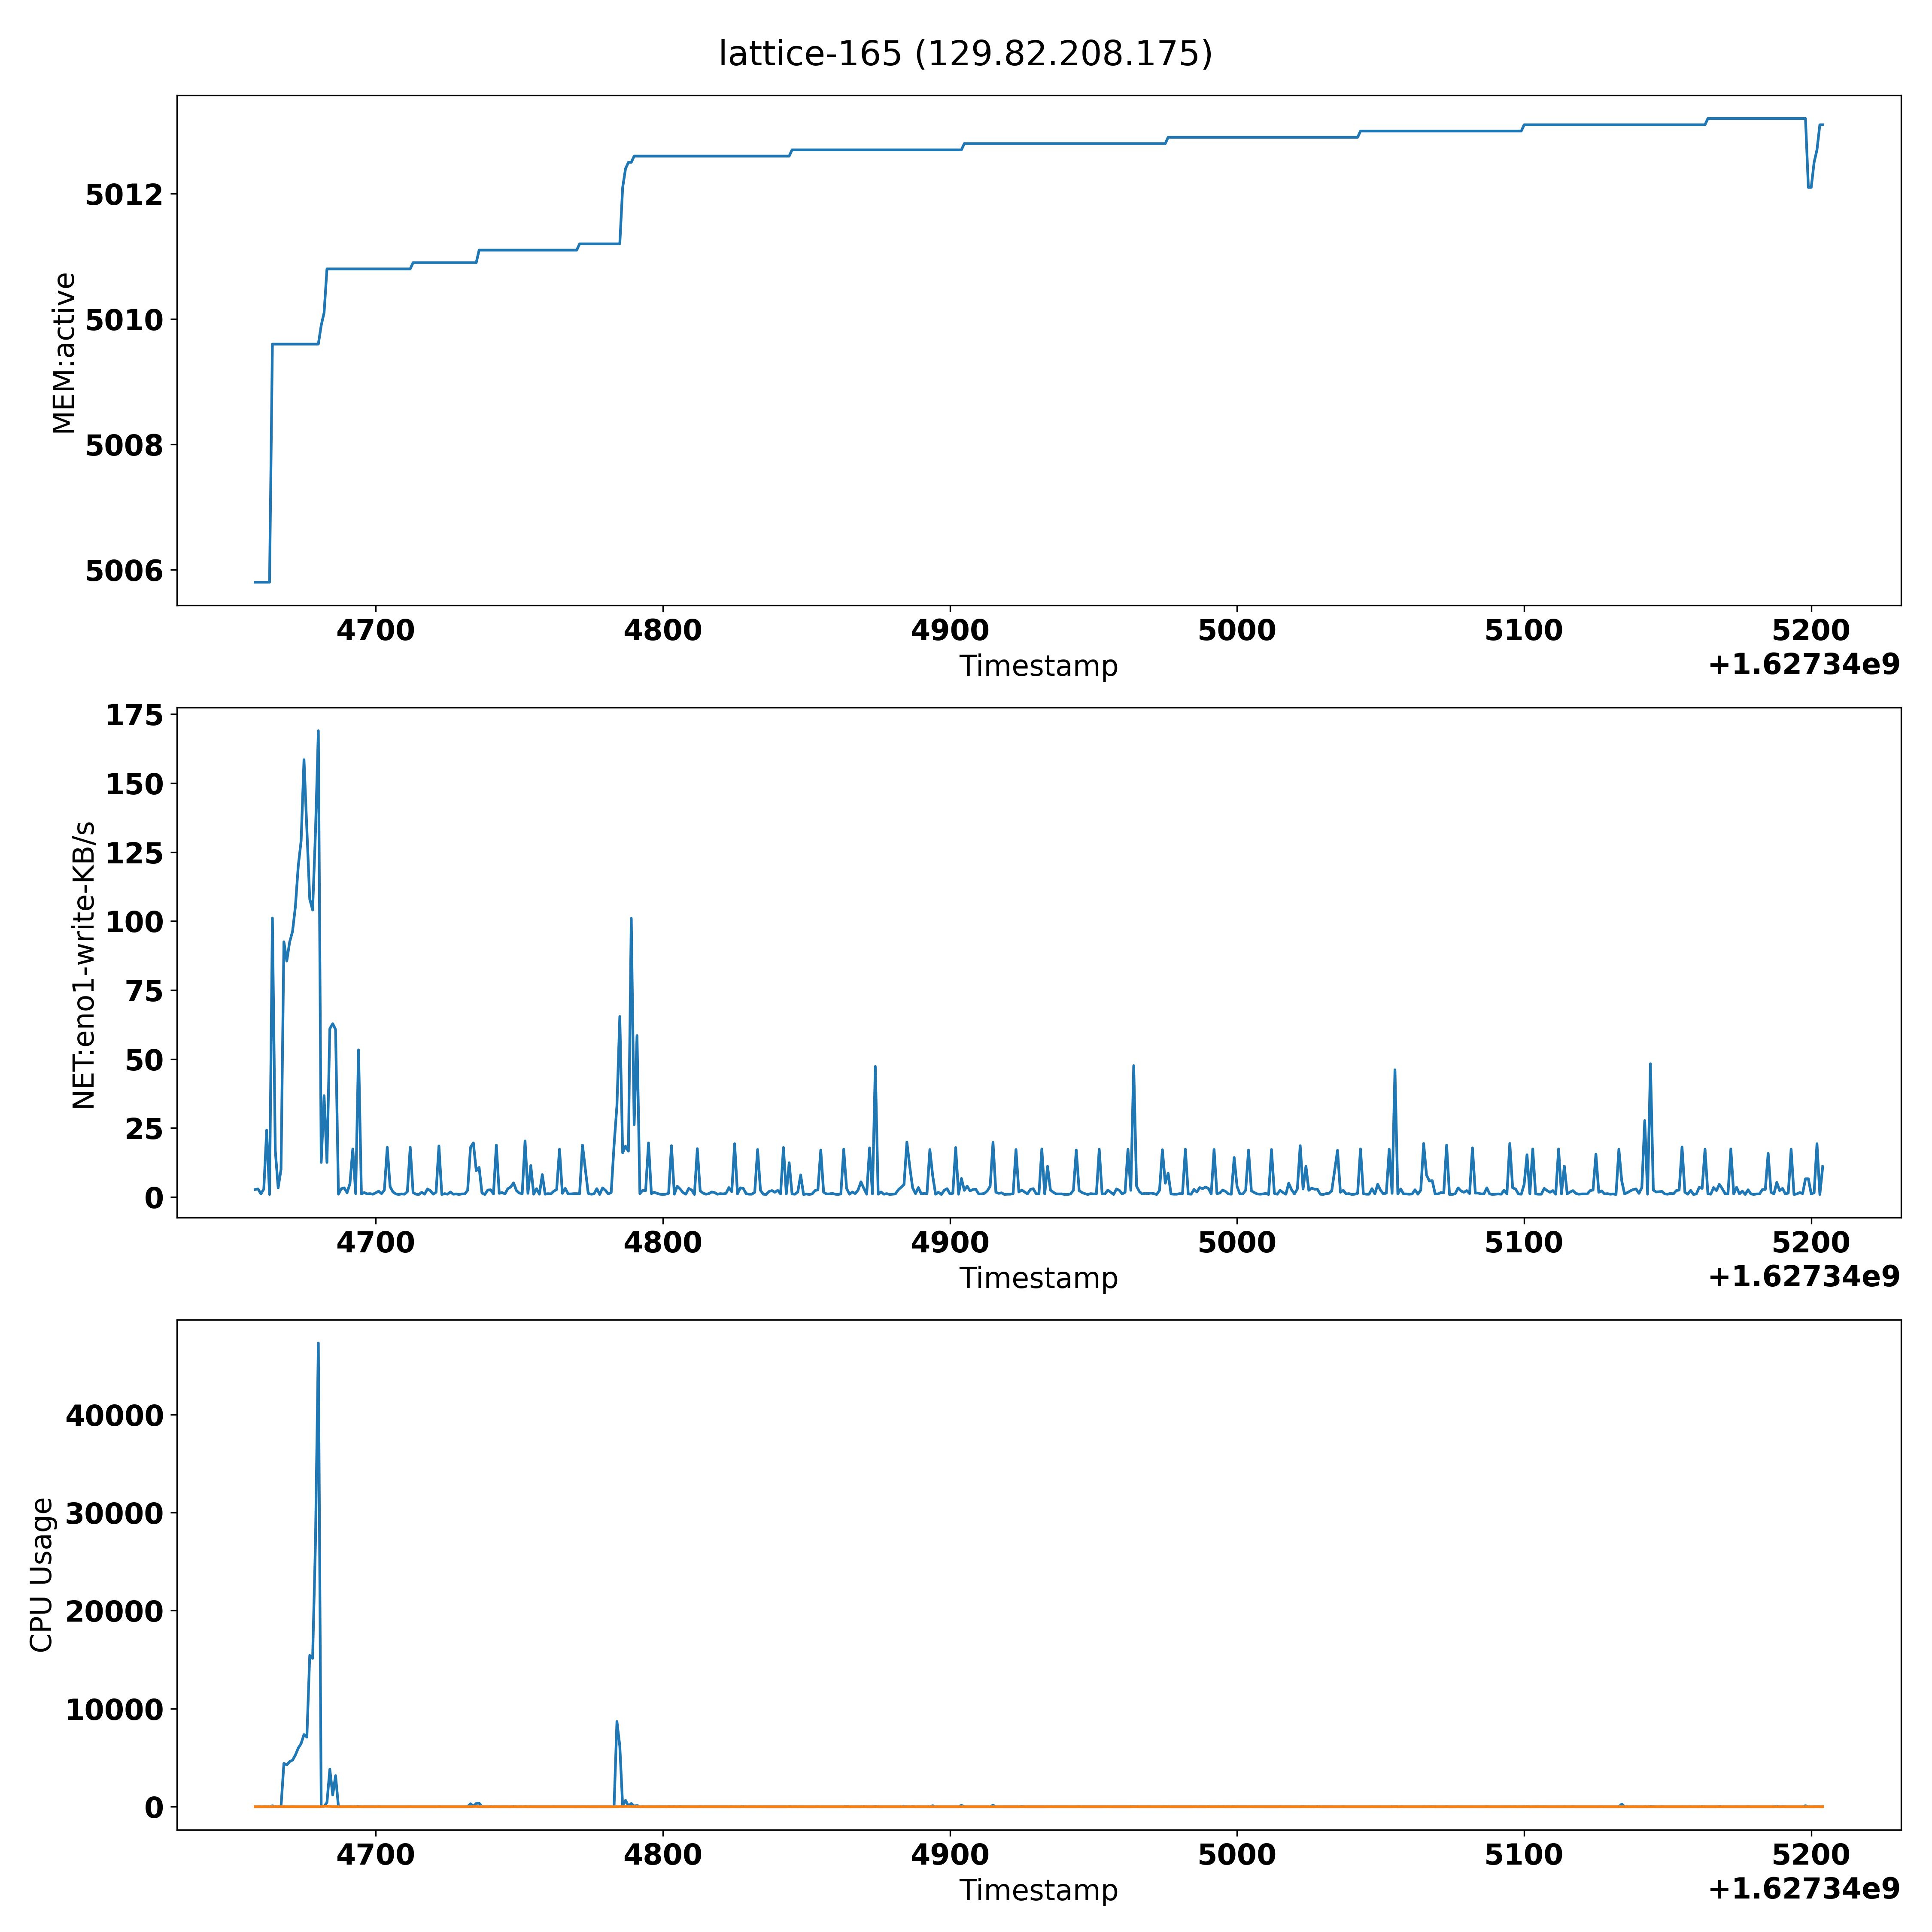 lattice-165 (129.82.208.175)
MEM:active
5012
5010
5008
5006
4700 4800 4900 5000 5100 5200
Timestamp
+1.62734e9
NET:eno1-write-KB/s
175
150
125
100
75
50
25
0
4700 4800 4900 5000 5100 5200
Timestamp
+1.62734e9
CPU Usage
40000
30000
20000
10000
0
4700 4800 4900 5000 5100 5200
Timestamp
+1.62734e9